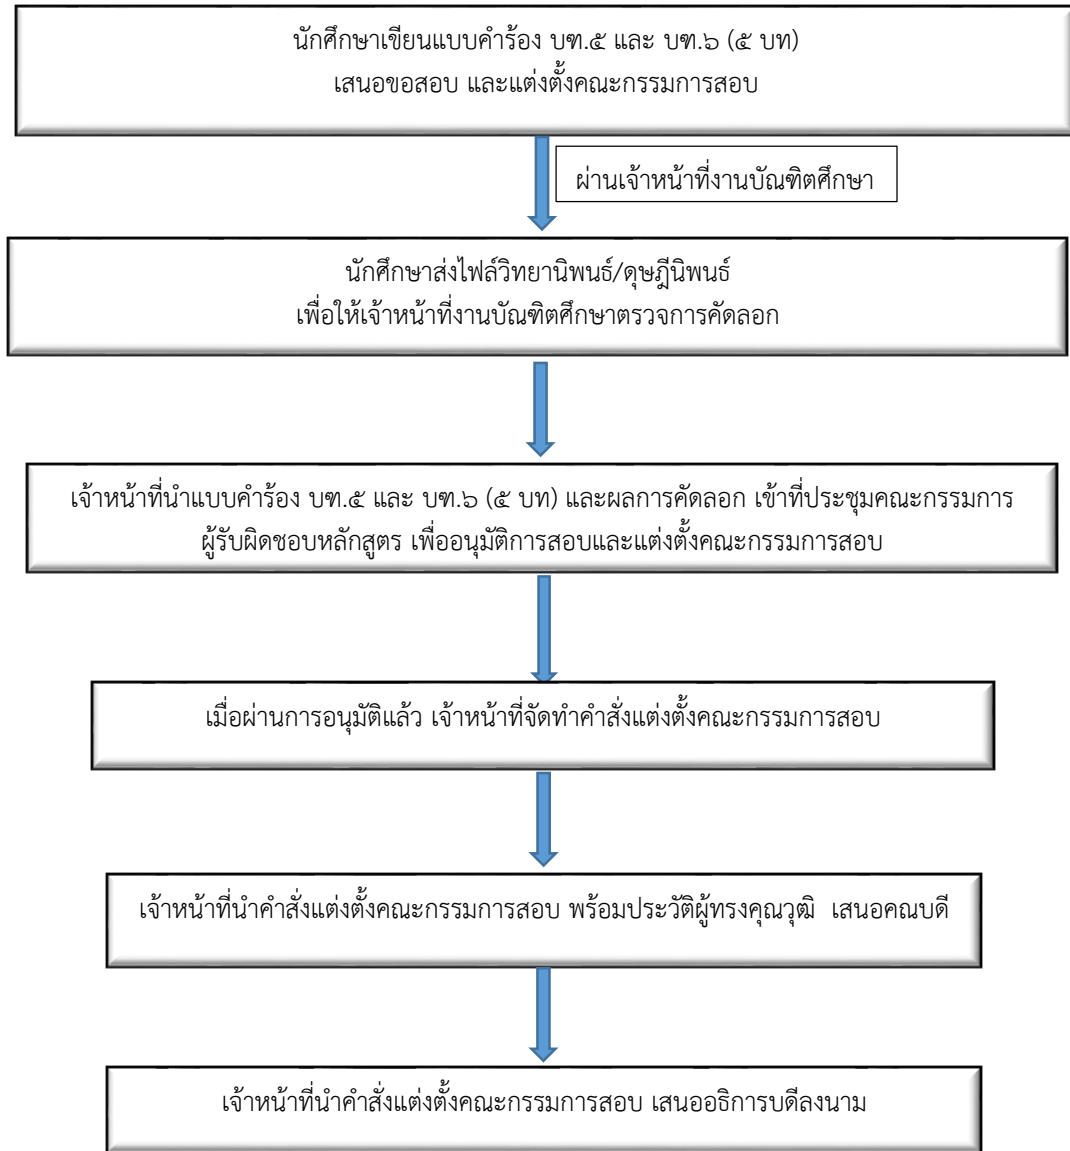 นักศึกษาเขียนแบบคำร้อง บฑ.๕ และ บฑ.๖ (๕ บท)
เสนอขอสอบ และแต่งตั้งคณะกรรมการสอบ
ผ่านเจ้าหน้าที่งานบัณฑิตศึกษา
นักศึกษาส่งไฟล์วิทยานิพนธ์/ดุษฎีนิพนธ์
เพื่อให้เจ้าหน้าที่งานบัณฑิตศึกษาตรวจการคัดลอก
เจ้าหน้าที่นำแบบคำร้อง บฑ.๕ และ บฑ.๖ (๕ บท) และผลการคัดลอก เข้าที่ประชุมคณะกรรมการ
ผู้รับผิดชอบหลักสูตร เพื่ออนุมัติการสอบและแต่งตั้งคณะกรรมการสอบ
เมื่อผ่านการอนุมัติแล้ว เจ้าหน้าที่จัดทำคำสั่งแต่งตั้งคณะกรรมการสอบ
เจ้าหน้าที่นำคำสั่งแต่งตั้งคณะกรรมการสอบ พร้อมประวัติผู้ทรงคุณวุฒิ เสนอคณบดี
เจ้าหน้าที่นำคำสั่งแต่งตั้งคณะกรรมการสอบ เสนออธิการบดีลงนาม